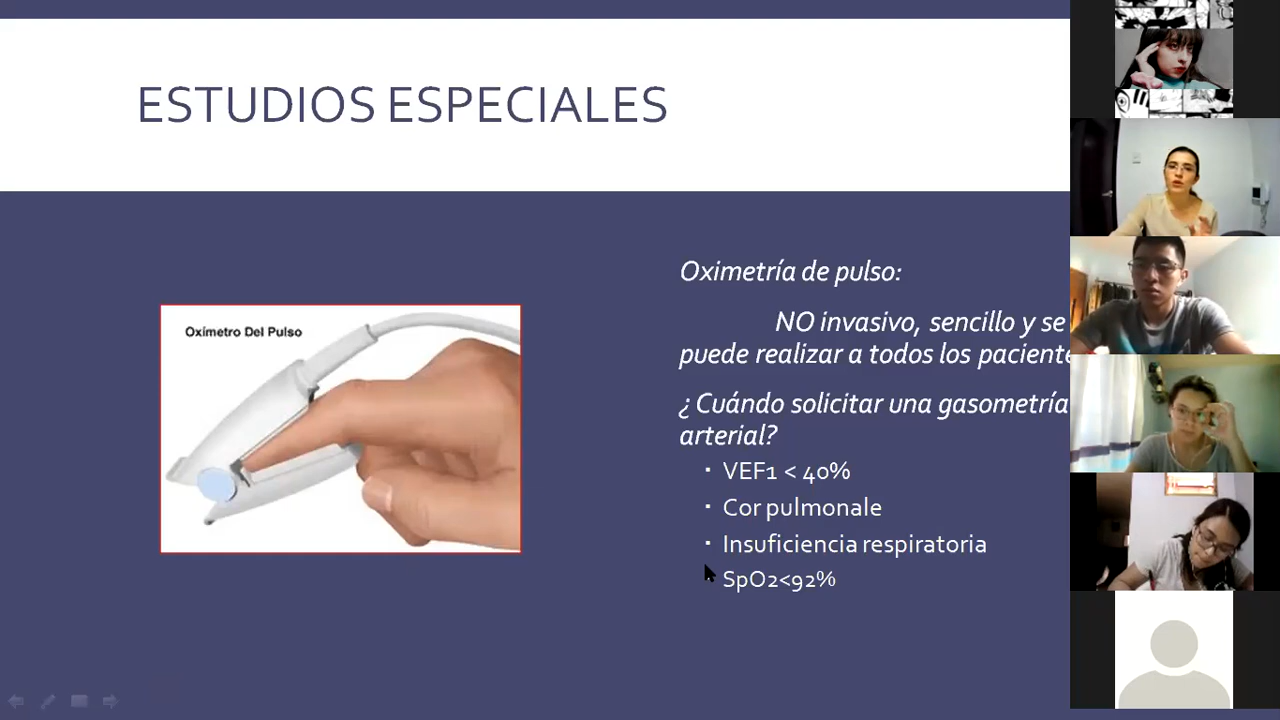 ESTUDIOS ESPECIALES
Oxímetro Del Pulso
Oximetría de pulso:
NO invasivo, sencillo y se
puede realizar a todos los paciente
¿Cuándo solicitar una gasometría
arterial?
▪ VEF1 < 40%
▪ Cor pulmonale
▪ Insuficiencia respiratoria
▪ SpO2<92%